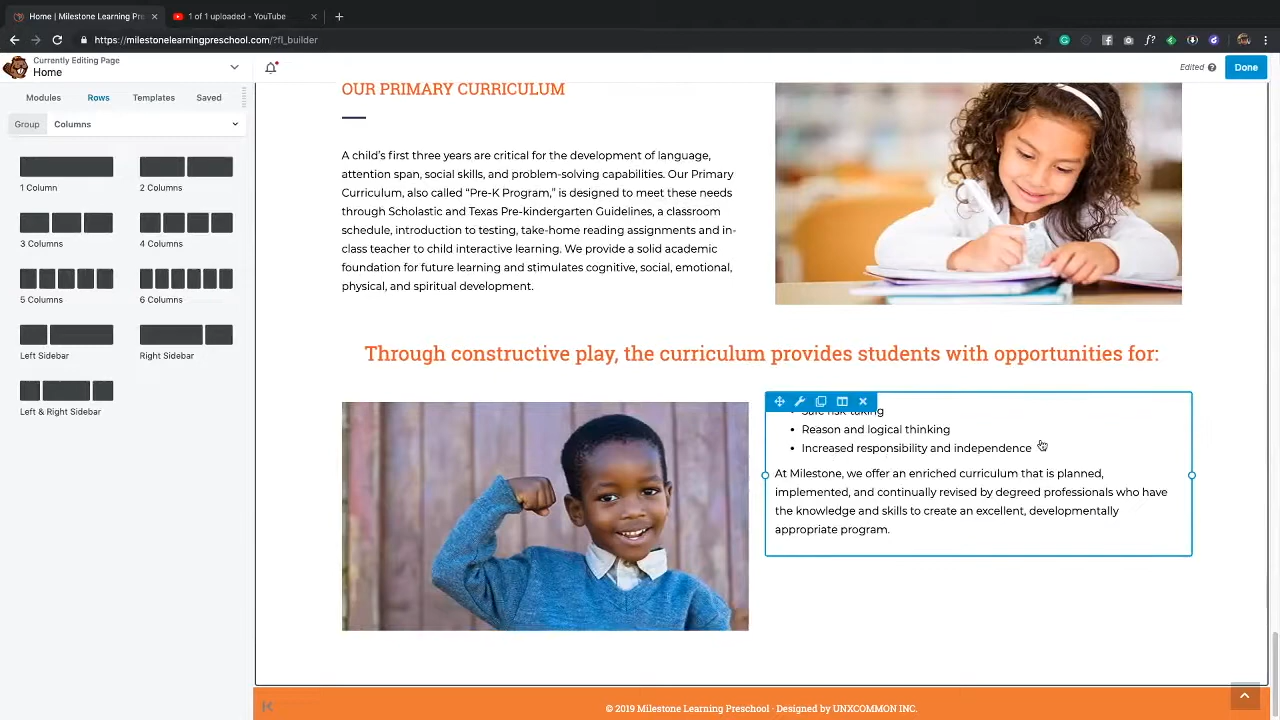 Home | Milestone Learning Pre
1 of 1 uploaded - YouTube
https://milestonelearningpreschool.com/?fl_builder
Currently Editing Page
Home
Edited
Done
Modules
Rows
Templates
Saved
Group
Columns
1 Column
2 Columns
3 Columns
4 Columns
5 Columns
6 Columns
Left Sidebar
Right Sidebar
Left & Right Sidebar
OUR PRIMARY CURRICULUM
A child's first three years are critical for the development of language,
attention span, social skills, and problem-solving capabilities. Our Primary
Curriculum, also called “Pre-K Program,” is designed to meet these needs
through Scholastic and Texas Pre-kindergarten Guidelines, a classroom
schedule, introduction to testing, take-home reading assignments and in-
class teacher to child interactive learning. We provide a solid academic
foundation for future learning and stimulates cognitive, social, emotional,
physical, and spiritual development.
Through constructive play, the curriculum provides students with opportunities for:
Safe risk-taking
• Reason and logical thinking
• Increased responsibility and independence
At Milestone, we offer an enriched curriculum that is planned,
implemented, and continually revised by degreed professionals who have
the knowledge and skills to create an excellent, developmentally
appropriate program.
© 2019 Milestone Learning Preschool · Designed by UNXCOMMON INC.